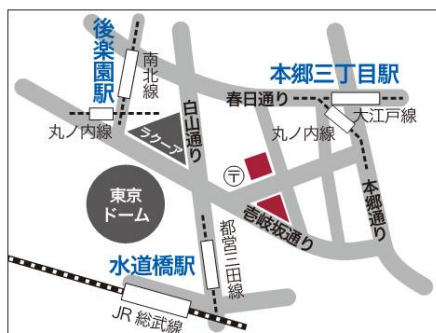 後楽園駅
南北線
丸ノ内線
ラクーア
白山通り
春日通り
本郷三丁目駅
大江戸線
丸ノ内線
本郷通り
〒
東京
ドーム
壱岐坂通り
都営三田線
水道橋駅
JR 総武線